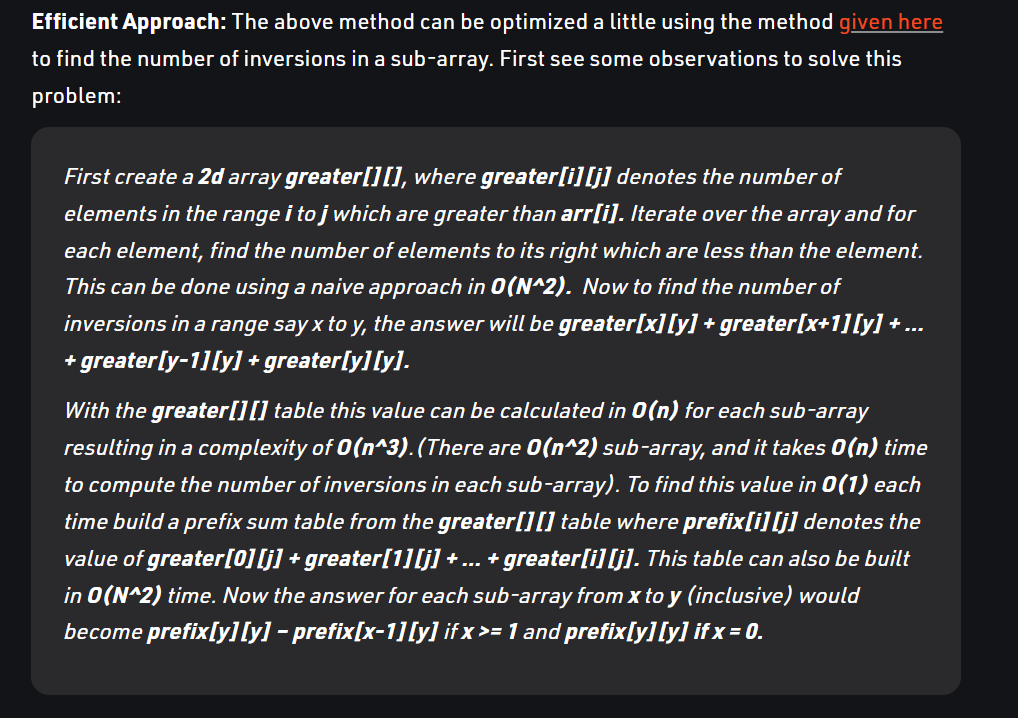 Efficient Approach: The above method can be optimized a little using the method given here
to find the number of inversions in a sub-array. First see some observations to solve this
problem:
First create a 2d array greater[][], where greater[i][j] denotes the number of
elements in the range i to j which are greater than arr[i]. Iterate over the array and for
each element, find the number of elements to its right which are less than the element.
This can be done using a naive approach in O(N^2). Now to find the number of
inversions in a range say x to y, the answer will be greater[x][y] + greater[x+1][y] + ...
+ greater[y-1][y] + greater[y][y].
With the greater[][] table this value can be calculated in O(n) for each sub-array
resulting in a complexity of O(n^3).(There are O(n^2) sub-array, and it takes O(n) time
to compute the number of inversions in each sub-array). To find this value in O(1) each
time build a prefix sum table from the greater[][] table where prefix[i][j] denotes the
value of greater[0][j] + greater[1][j] + ... + greater[i][j]. This table can also be built
in O(N^2) time. Now the answer for each sub-array from x to y (inclusive) would
become prefix[y][y] – prefix[x-1][y] if x >= 1 and prefix[y][y] if x = 0.